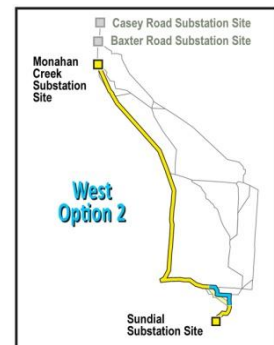 Casey Road Substation Site
Baxter Road Substation Site
Monahan
Creek
Substation
Site
West
Option 2
Sundial
Substation Site